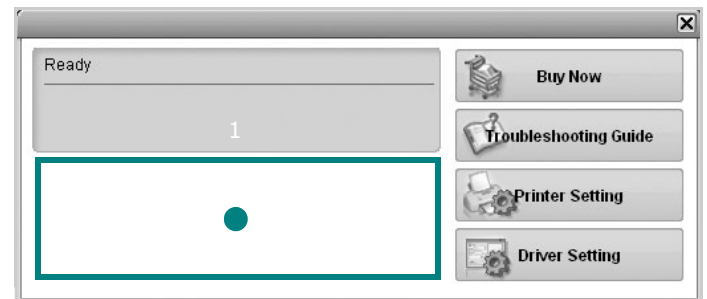 Ready
1
Buy Now
Troubleshooting Guide
Printer Setting
Driver Setting